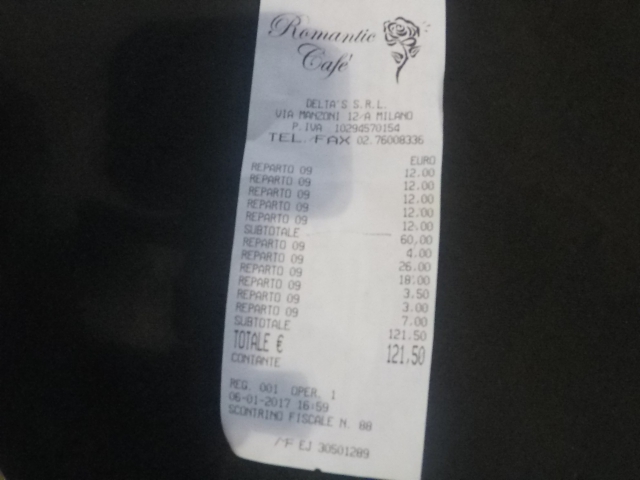 Romantic
Café
DELTA'S S.R.L.
VIA MANZONI 12/A MILANO
P.IVA 10294570154
TEL./FAX 02.76008336
EURO
REPARTO 09 12.00
REPARTO 09 12.00
REPARTO 09 12.00
REPARTO 09 12.00
REPARTO 09 12.00
SUBTOTALE 60,00
REPARTO 09 4.00
REPARTO 09 26.00
REPARTO 09 18.00
REPARTO 09 3.50
REPARTO 09 3.00
REPARTO 09 7.00
SUBTOTALE 121.50
TOTALE € 121,50
CONTANTE
REG. 001 OPER. 1
06-01-2017 16:59
SCONTRINO FISCALE N. 88
EJ 30501289